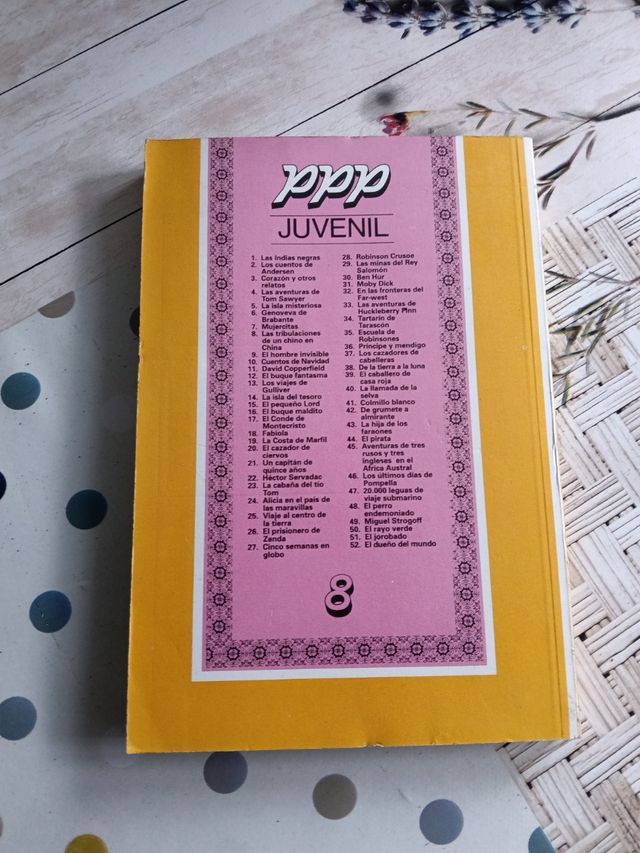 ppp
JUVENIL
1. Las indias negras
2. Los cuentos de
Andersen
3. Corazón y otros
relatos
4. Las aventuras de
Tom Sawyer
5. La isla misteriosa
6. Genoveva de
Brabante
7. Mujercitas
8. Las tribulaciones
de un chino en
China
9. El hombre invisible
10. Cuentos de Navidad
11. David Copperfield
12. El buque fantasma
13. Los viajes de
Gulliver
14. La isla del tesoro
15. El pequeño Lord
16. El buque maldito
17. El Conde de
Montecristo
18. Fabiola
19. La Costa de Marfil
20. El cazador de
ciervos
21. Un capitán de
quince años
22. Héctor Servadac
23. La cabaña del tío
Tom
24. Alicia en el país de
las maravillas
25. Viaje al centro de
la tierra
26. El prisionero de
Zenda
27. Cinco semanas en
globo
28. Robinson Crusoe
29. Las minas del Rey
Salomón
30. Ben Hur
31. Moby Dick
32. En las fronteras del
Far-west
33. Las aventuras de
Huckleberry Finn
34. Tartarín de
Tarascón
35. Escuela de
Robinsones
36. Príncipe y mendigo
37. Los cazadores de
cabelleras
38. De la tierra a la luna
39. El caballero de
casa roja
40. La llamada de la
selva
41. Colmillo blanco
42. De grumete a
almirante
43. La hija de los
faraones
44. El pirata
45. Aventuras de tres
rusos y tres
ingleses en el
Africa Austral
46. Los últimos días de
Pompeya
47. 20.000 leguas de
viaje submarino
48. El perro
endemoniado
49. Miguel Strogoff
50. El rayo verde
51. El jorobado
52. El dueño del mundo
8